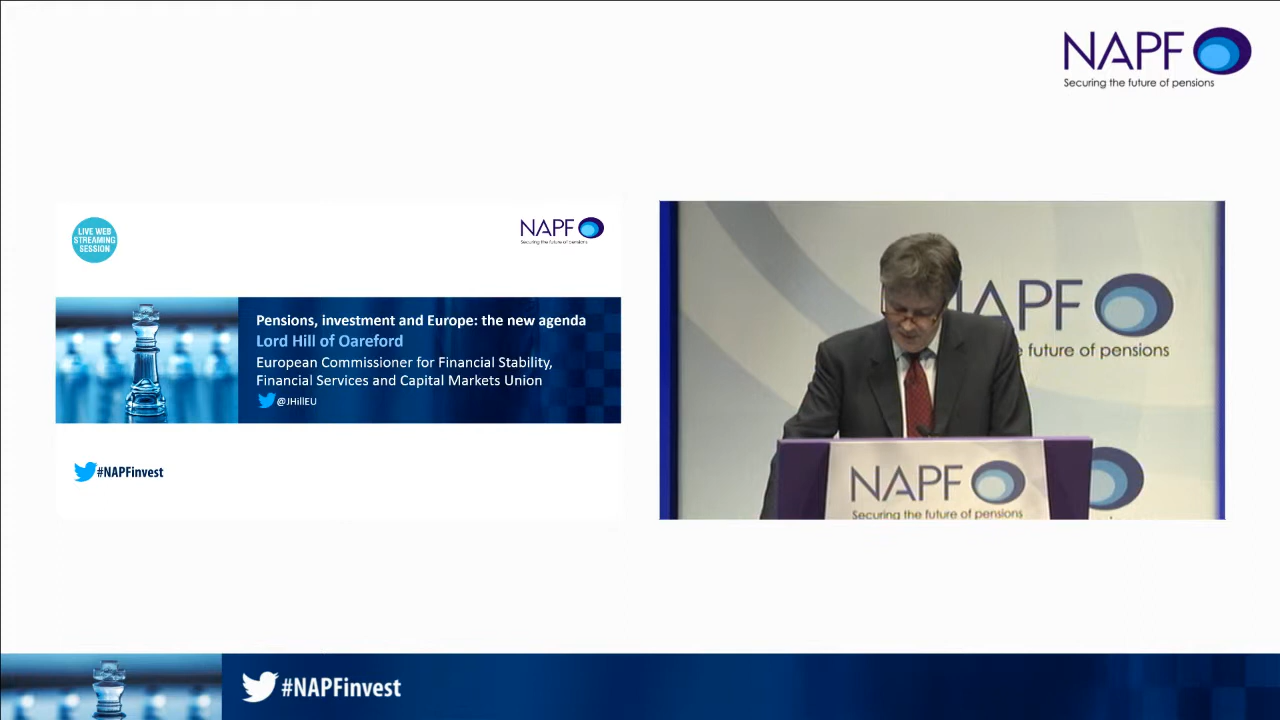 NAPF
Securing the future of pensions
LIVE WEB
STREAMING
SESSION
NAPF
Securing the future of pensions
Pensions, investment and Europe: the new agenda
Lord Hill of Oareford
European Commissioner for Financial Stability,
Financial Services and Capital Markets Union
@JHillEU
#NAPFinvest
NAPF
e future of pensions
NAPF
Securing the future of pensions
#NAPFinvest